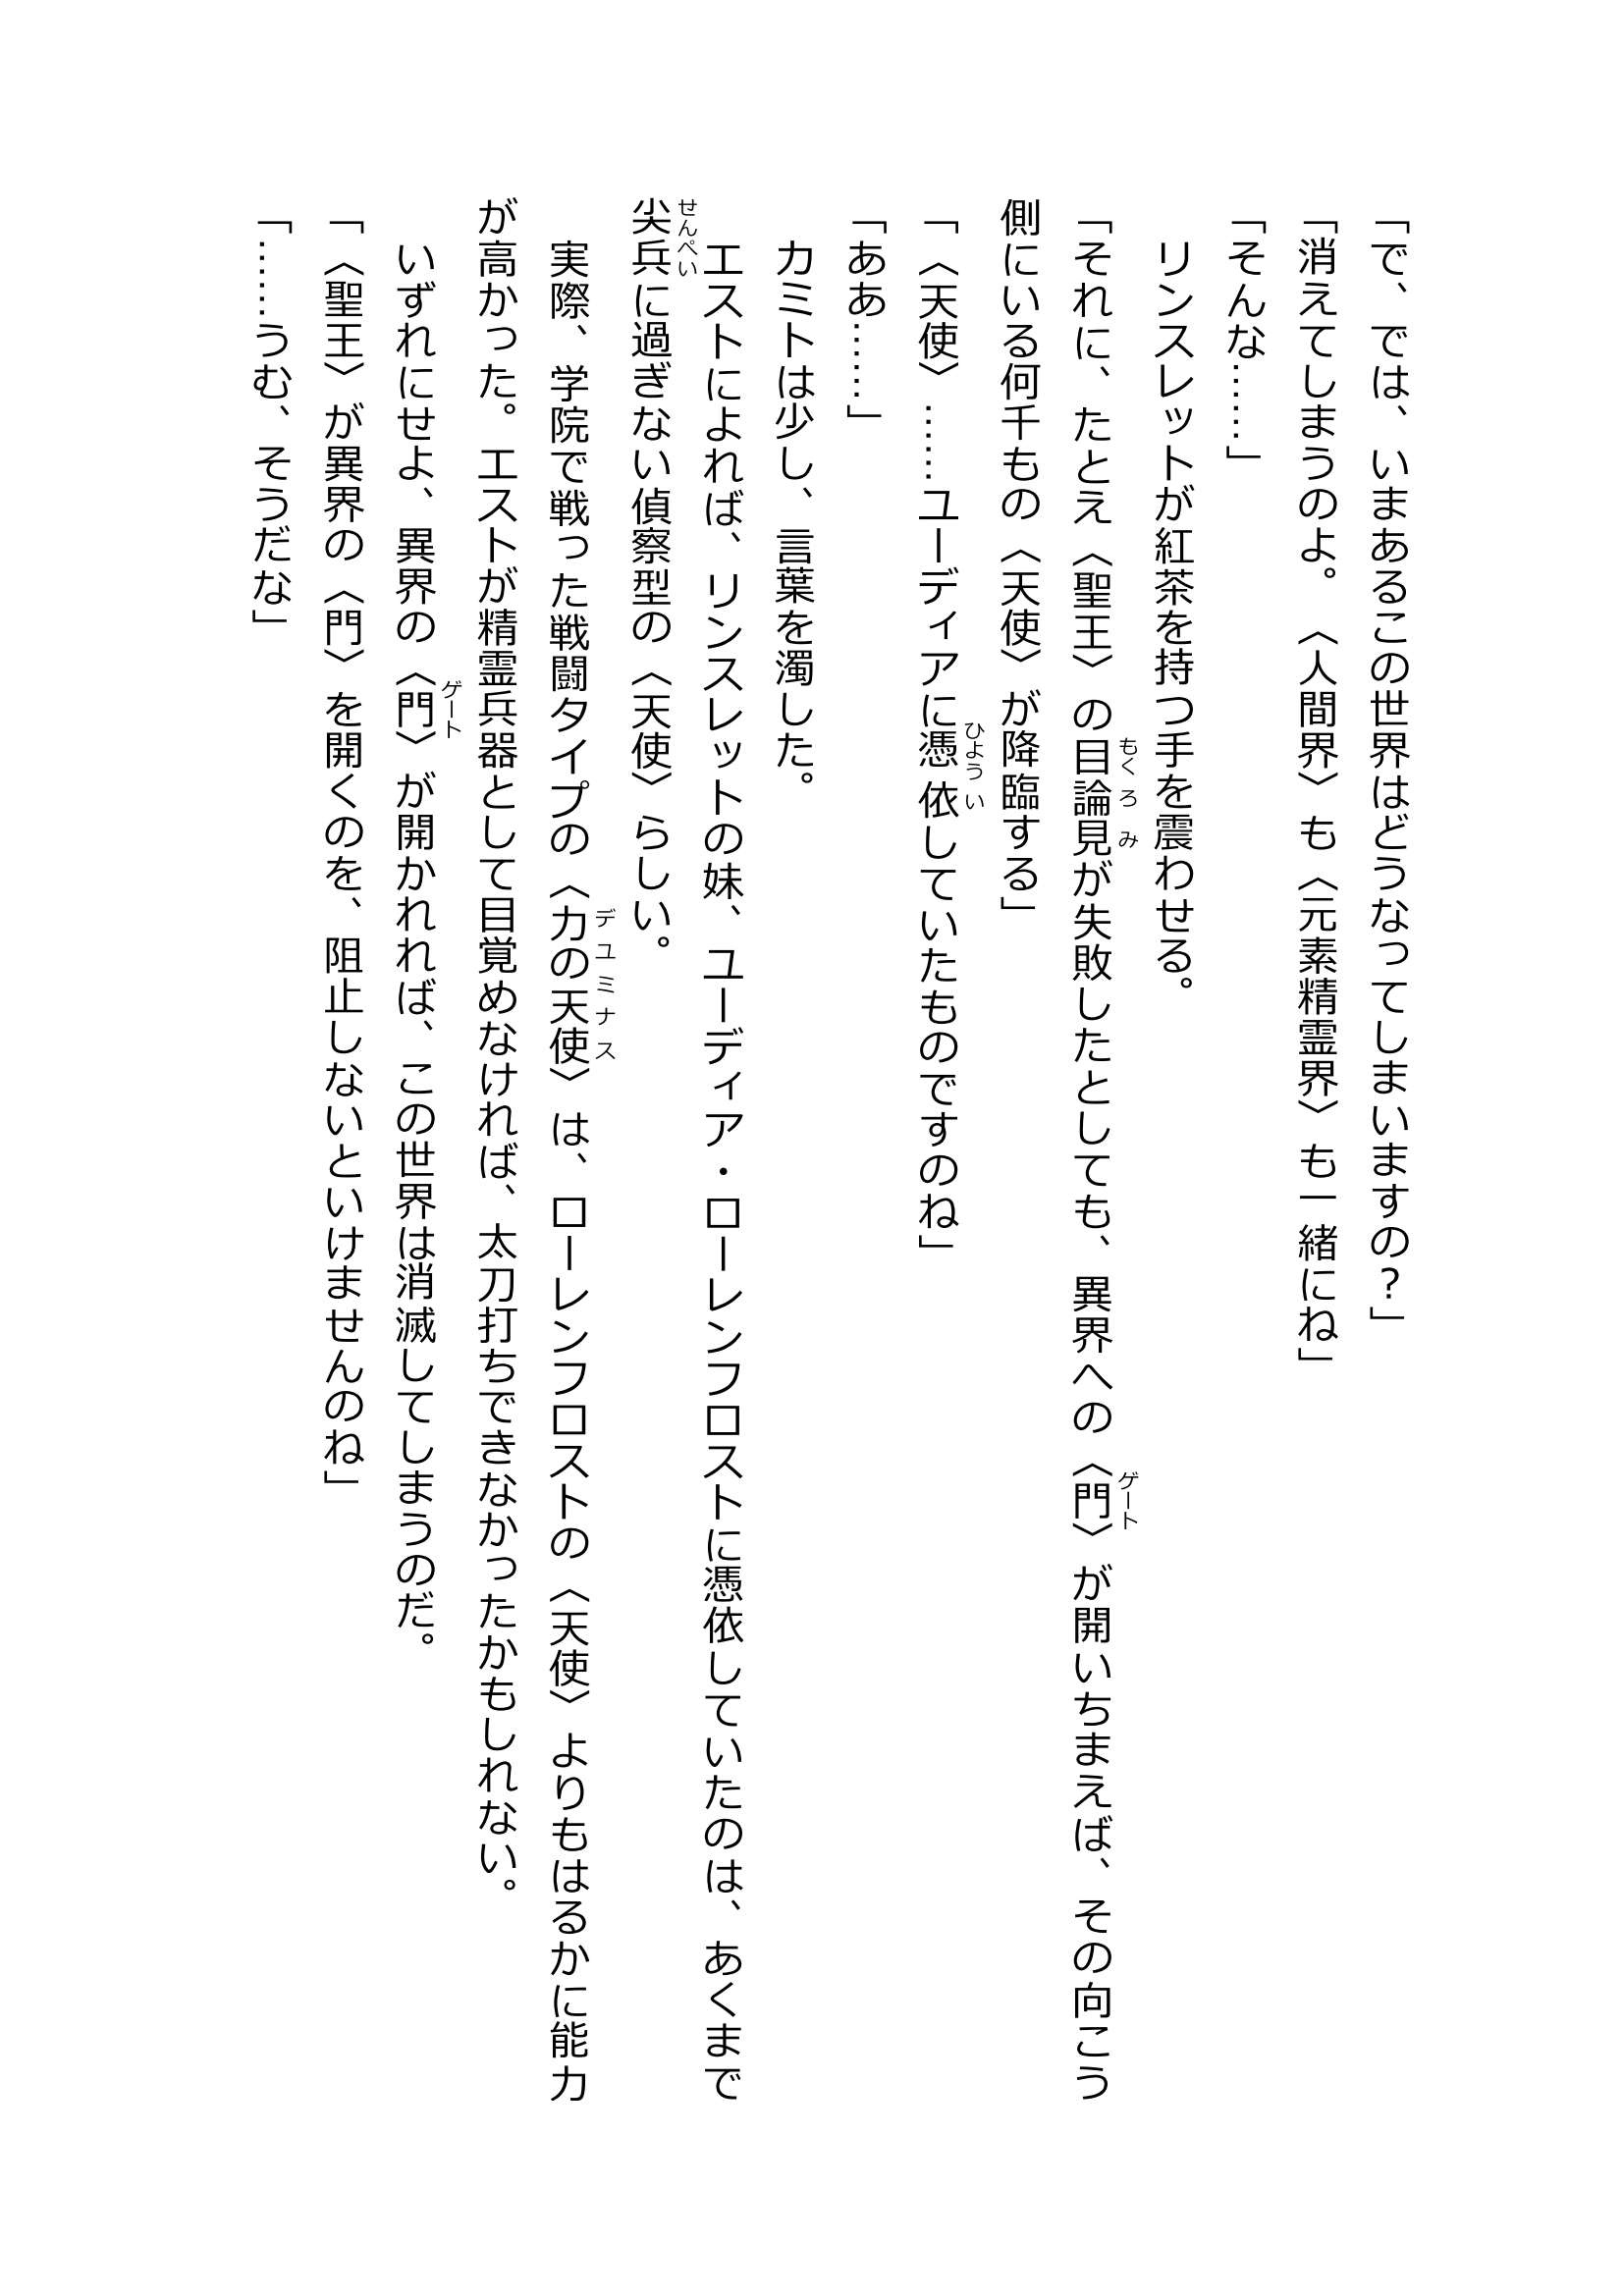 「で、では、いまあるこの世界はどうなってしまいますの？」
「消えてしまうのよ。〈人間界〉も〈元素精霊界〉も一緒にね」
「そんな……」
　リンスレットが紅茶を持つ手を震わせる。
「それに、たとえ〈聖王〉の目論見が失敗したとしても、異界への〈門〉が開いちまえば、その向こう
側にいる何千もの〈天使〉が降臨する」
「〈天使〉……ユーディアに憑依していたものですのね」
「ああ……」
　カミトは少し、言葉を濁した。
　エストによれば、リンスレットの妹、ユーディア・ローレンフロストに憑依していたのは、あくまで
尖兵に過ぎない偵察型の〈天使〉らしい。
　実際、学院で戦った戦闘タイプの〈力の天使〉は、ローレンフロストの〈天使〉よりもはるかに能力
が高かった。エストが精霊兵器として目覚めなければ、太刀打ちできなかったかもしれない。
　いずれにせよ、異界の〈門〉が開かれれば、この世界は消滅してしまうのだ。
「〈聖王〉が異界の〈門〉を開くのを、阻止しないといけませんのね」
「……うむ、そうだな」